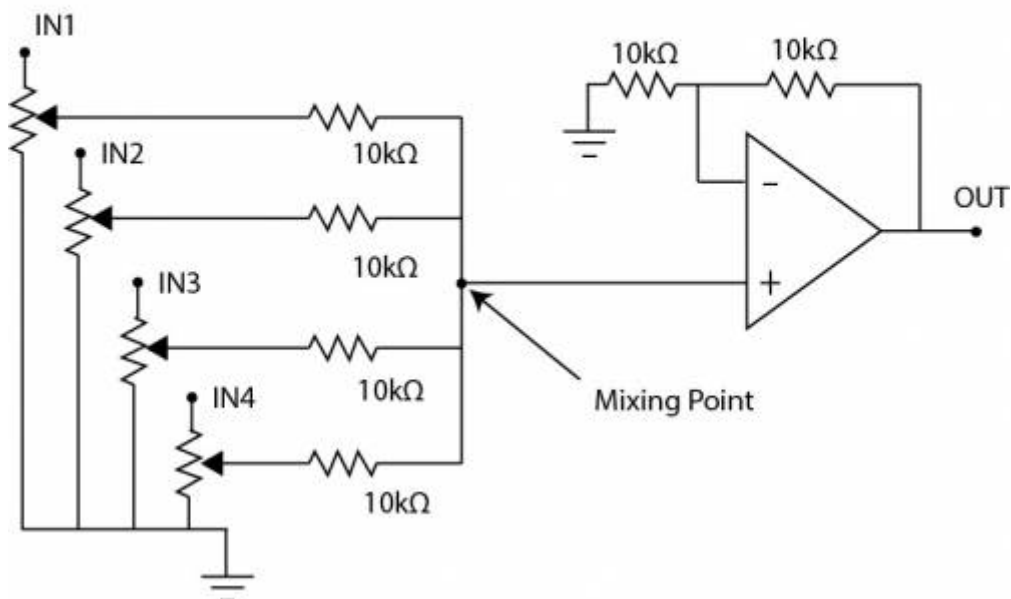 IN1
10kΩ
IN2
10kΩ
IN3
10kΩ
IN4
10kΩ
Mixing Point
10kΩ
10kΩ
-
+
OUT